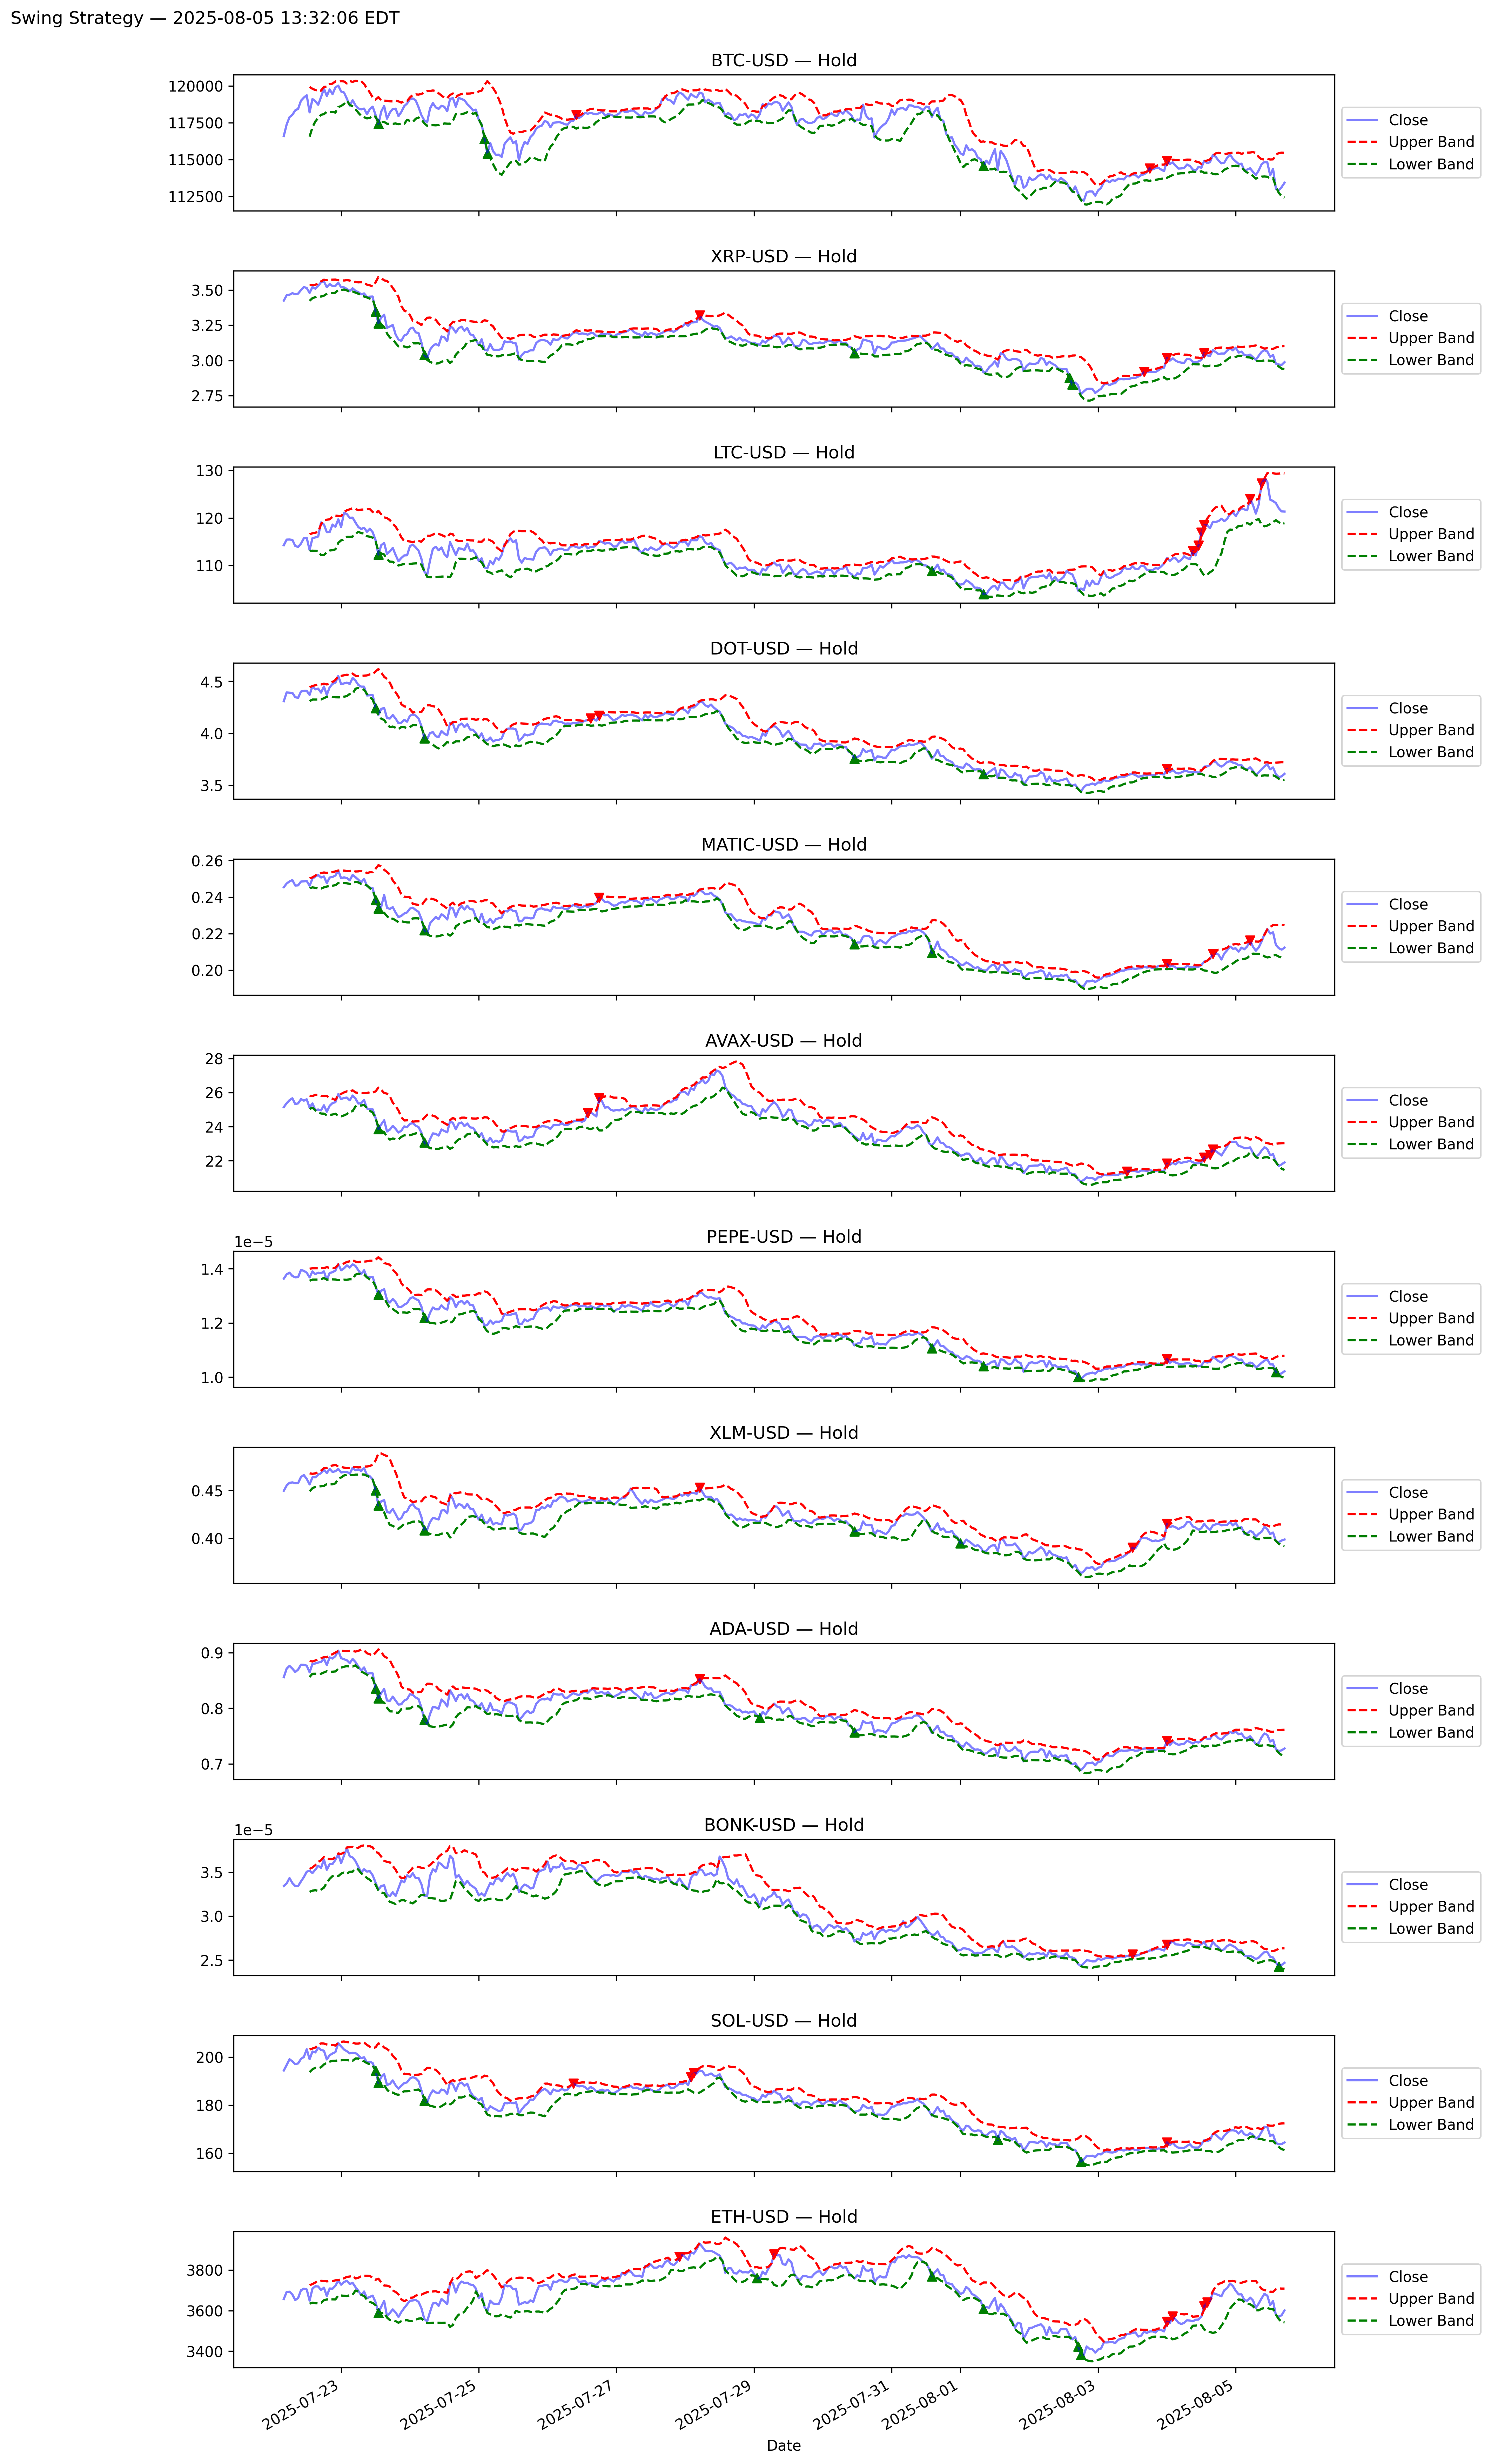 Swing Strategy — 2025-08-05 13:32:06 EDT
BTC-USD — Hold
120000
117500
115000
112500
Close
Upper Band
Lower Band
XRP-USD — Hold
3.50
3.25
3.00
2.75
Close
Upper Band
Lower Band
LTC-USD — Hold
130
120
110
Close
Upper Band
Lower Band
DOT-USD — Hold
4.5
4.0
3.5
Close
Upper Band
Lower Band
MATIC-USD — Hold
0.26
0.24
0.22
0.20
Close
Upper Band
Lower Band
AVAX-USD — Hold
28
26
24
22
Close
Upper Band
Lower Band
PEPE-USD — Hold
1e−5
1.4
1.2
1.0
Close
Upper Band
Lower Band
XLM-USD — Hold
0.45
0.40
Close
Upper Band
Lower Band
ADA-USD — Hold
0.9
0.8
0.7
Close
Upper Band
Lower Band
BONK-USD — Hold
1e−5
3.5
3.0
2.5
Close
Upper Band
Lower Band
SOL-USD — Hold
200
180
160
Close
Upper Band
Lower Band
ETH-USD — Hold
3800
3600
3400
Close
Upper Band
Lower Band
2025-07-23
2025-07-25
2025-07-27
2025-07-29
2025-07-31
2025-08-01
2025-08-03
2025-08-05
Date